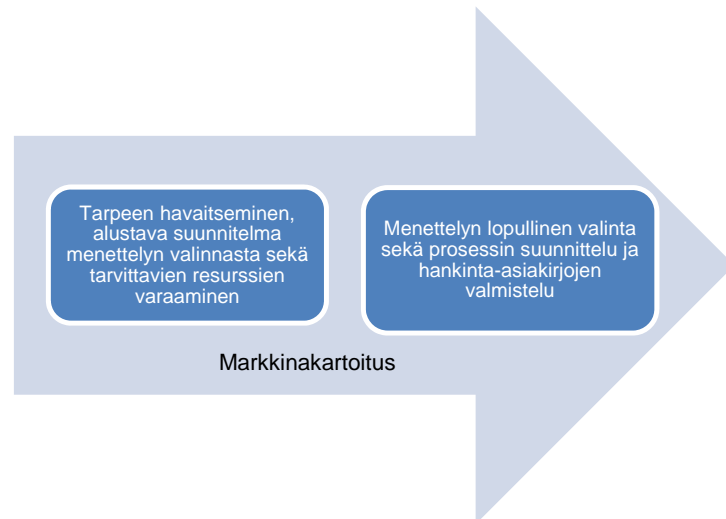 Tarpeen havaitseminen,
alustava suunnitelma
menettelyn valinnasta sekä
tarvittavien resurssien
varaaminen
Menettelyn lopullinen valinta
sekä prosessin suunnittelu ja
hankinta-asiakirjojen
valmistelu
Markkinakartoitus